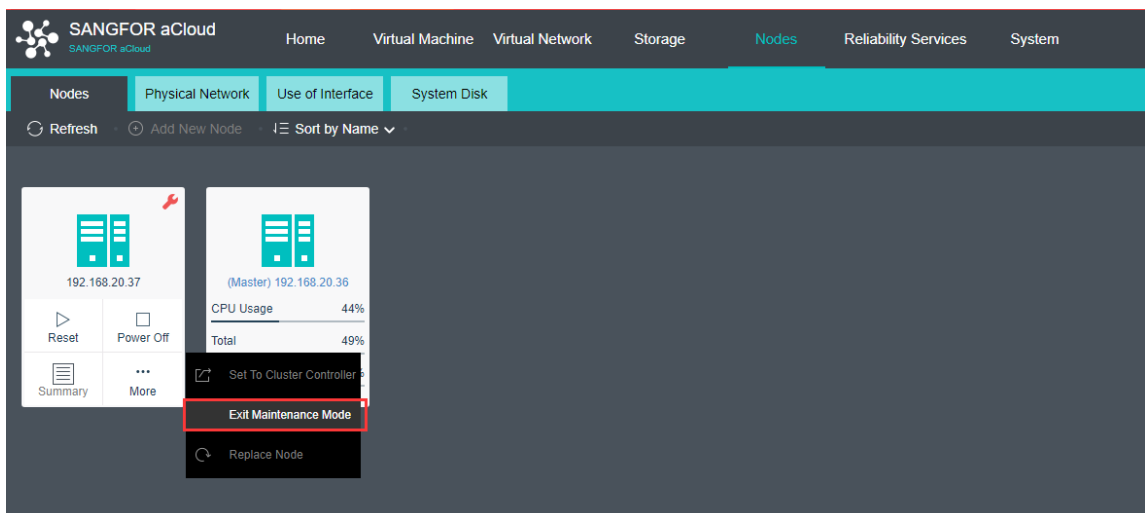 SANGFOR aCloud
SANGFOR aCloud
Home Virtual Machine Virtual Network Storage Nodes Reliability Services System
Nodes Physical Network Use of Interface System Disk
Refresh Add New Node Sort by Name
192.168.20.37
Reset Power Off
Summary More
(Master) 192.168.20.36
CPU Usage 44%
Total 49%
Set To Cluster Controller
Exit Maintenance Mode
Replace Node